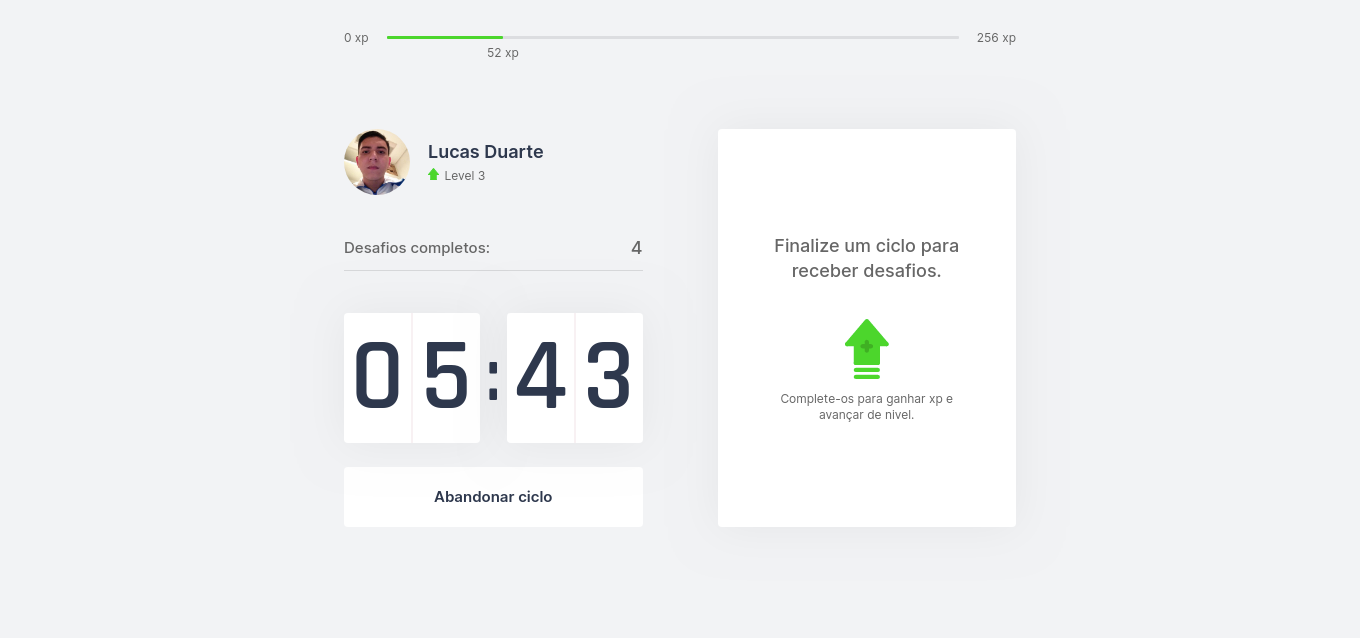 0 xp
52 xp
256 xp
Lucas Duarte
Level 3
Desafios completos:
4
05:43
Abandonar ciclo
Finalize um ciclo para
receber desafios.
Complete-os para ganhar xp e
avançar de nivel.